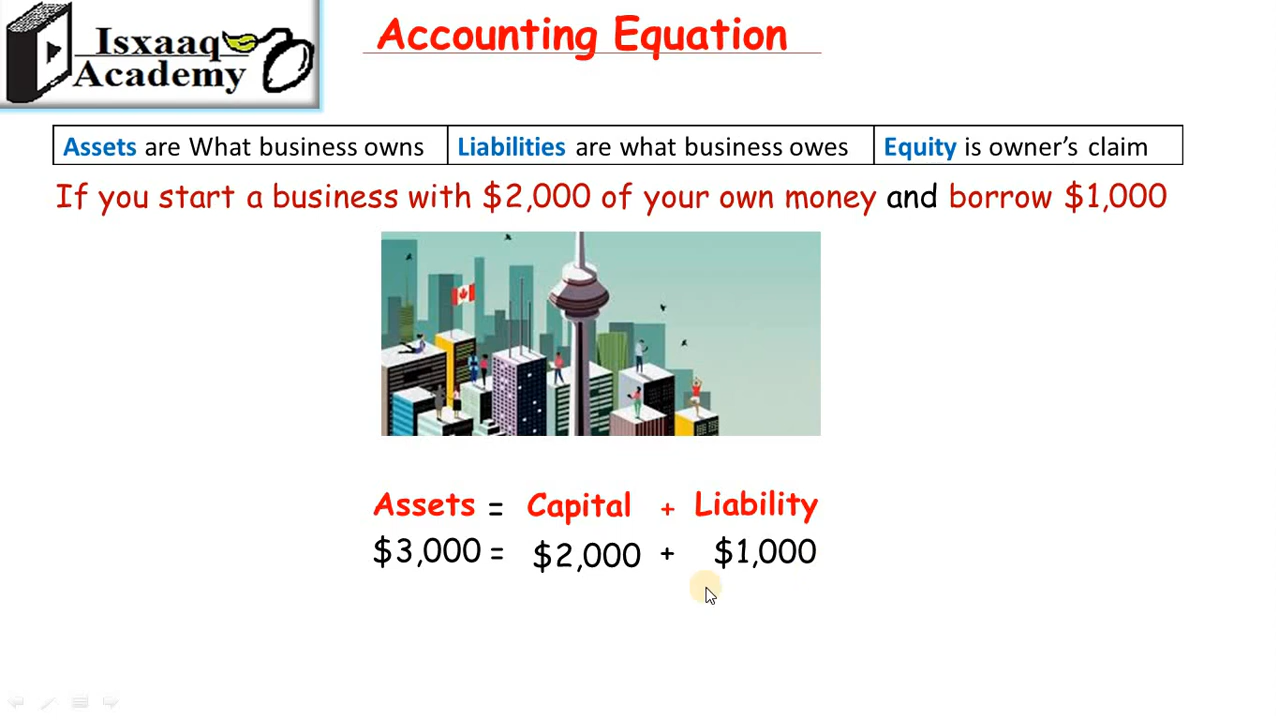 Isxaaq
Academy
Accounting Equation
Assets are What business owns
Liabilities are what business owes
Equity is owner's claim
If you start a business with $2,000 of your own money and borrow $1,000
Assets = Capital + Liability
$3,000 = $2,000 + $1,000